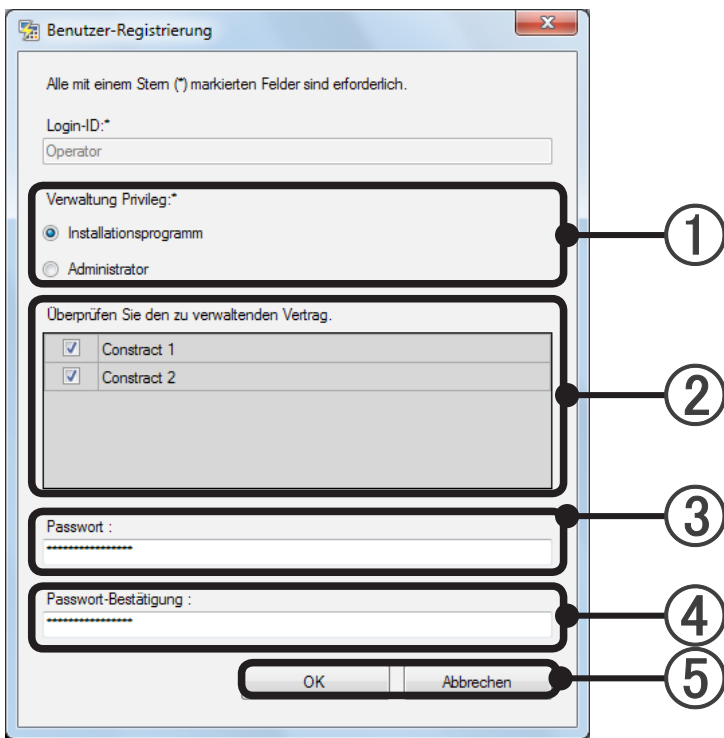 Benutzer-Registrierung
Alle mit einem Stern (*) markierten Felder sind erforderlich.
Login-ID:*
Operator
Verwaltung Privileg:*
Installationsprogramm
Administrator
①
Überprüfen Sie den zu verwaltenden Vertrag.
Constract 1
Constract 2
②
Passwort :
****************
③
Passwort-Bestätigung :
****************
④
OK Abbrechen
⑤